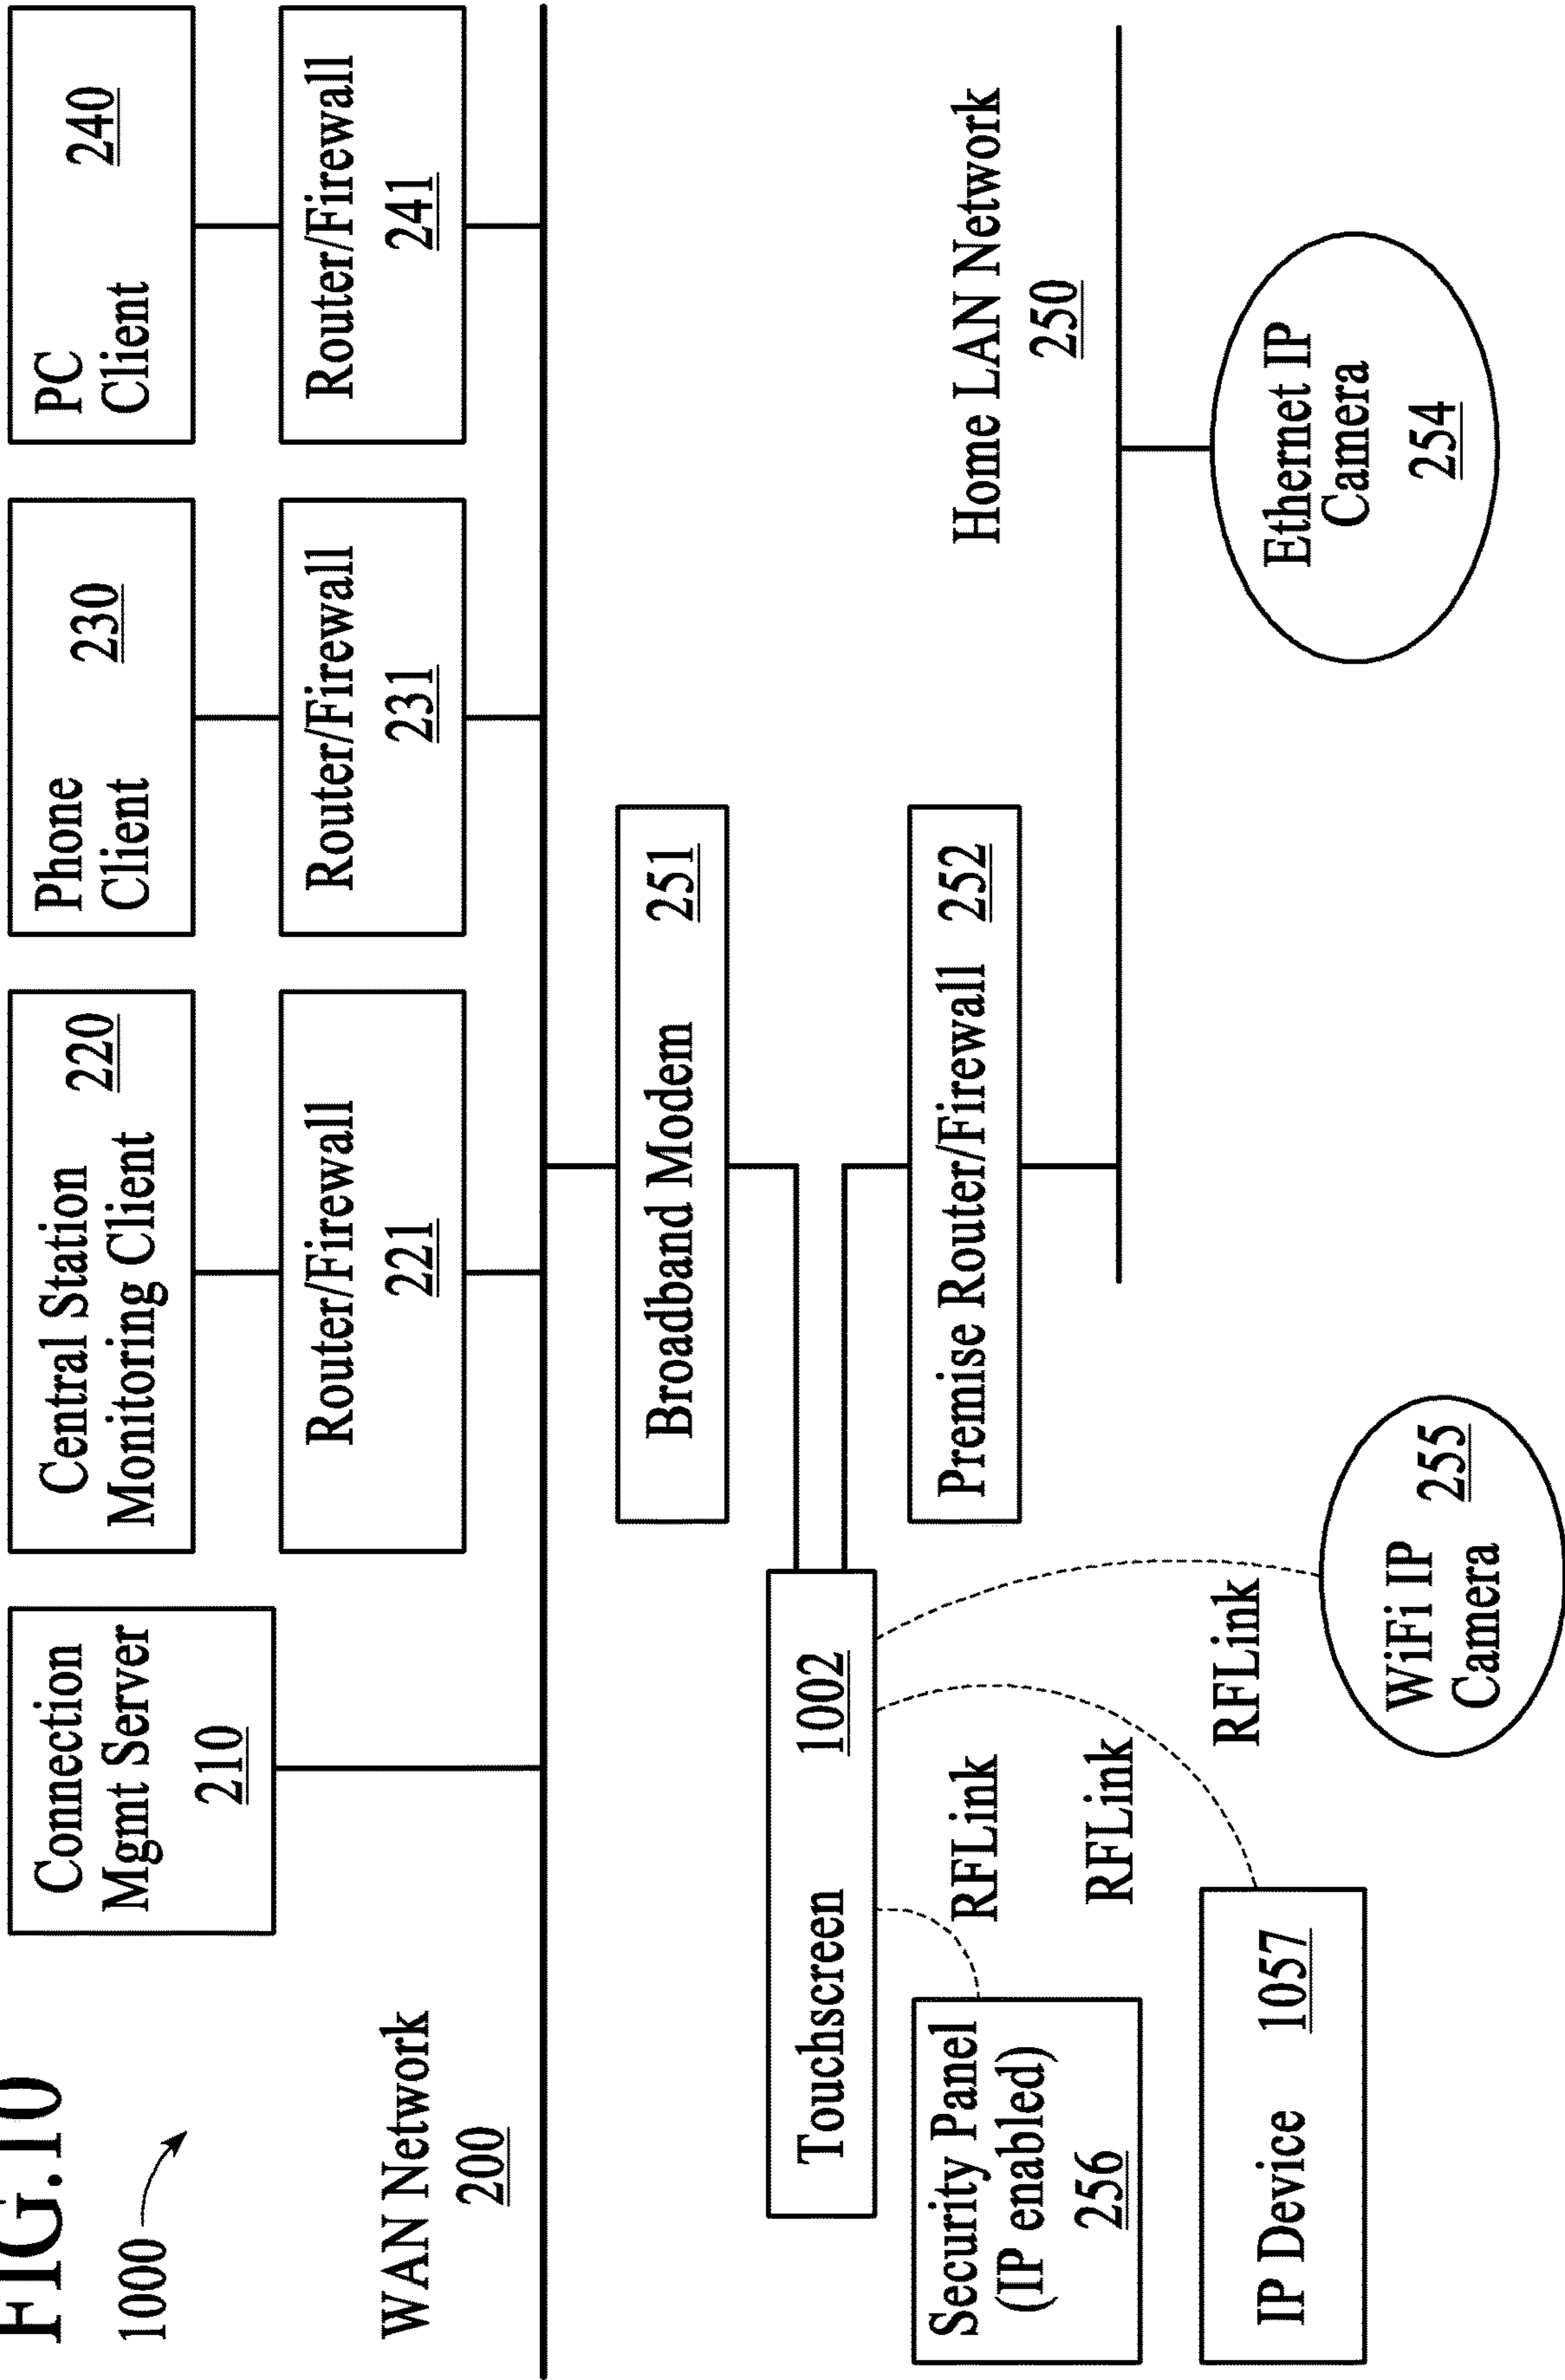 FIG.10
1000
Connection
Mgmt Server
210
Central Station
220
Monitoring Client
Phone
230
Client
PC
240
Client
Router/Firewall
221
Router/Firewall
231
Router/Firewall
241
WAN Network
200
Broadband Modem 251
Touchscreen 1002
Premise Router/Firewall 252
Home LAN Network
250
Security Panel
(IP enabled)
256
RFLink
RFLink
RFLink
IP Device 1057
WiFi IP 255
Camera
Ethernet IP
Camera
254